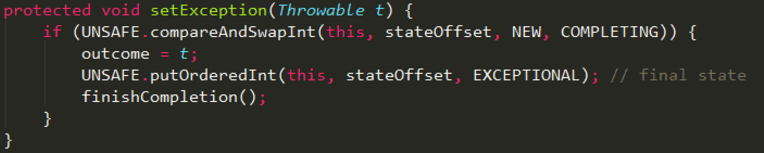 protected void setException(Throwable t) {
    if (UNSAFE.compareAndSwapInt(this, stateOffset, NEW, COMPLETING)) {
        outcome = t;
        UNSAFE.putOrderedInt(this, stateOffset, EXCEPTIONAL); // final state
        finishCompletion();
    }
}